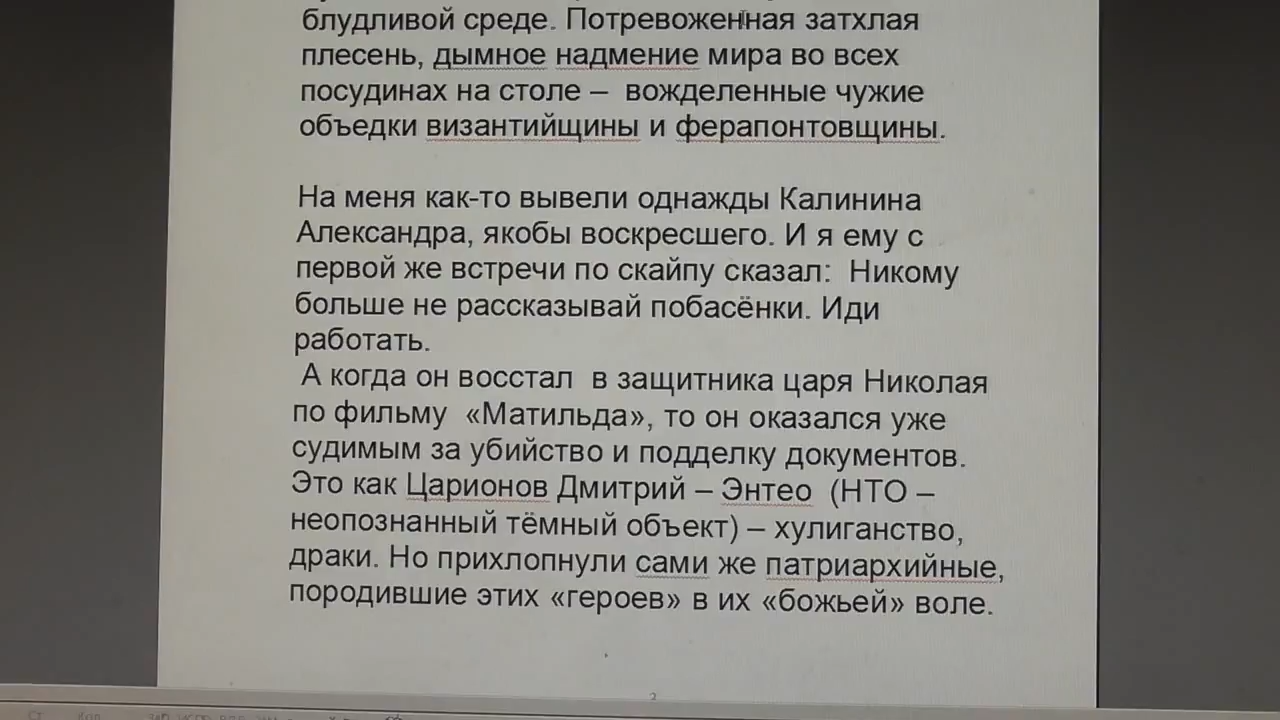 блудливой среде. Потревоженная затхлая
плесень, дымное надмение мира во всех
посудинах на столе – вожделенные чужие
объедки византийщины и ферапонтовщины.
На меня как-то вывели однажды Калинина
Александра, якобы воскресшего. И я ему с
первой же встречи по скайпу сказал: Никому
больше не рассказывай побасёнки. Иди
работать.
А когда он восстал в защитника царя Николая
по фильму «Матильда», то он оказался уже
судимым за убийство и подделку документов.
Это как Царионов Дмитрий – Энтео (НТО –
неопознанный тёмный объект) – хулиганство,
драки. Но прихлопнули сами же патриархийные,
породившие этих «героев» в их «божьей» воле.